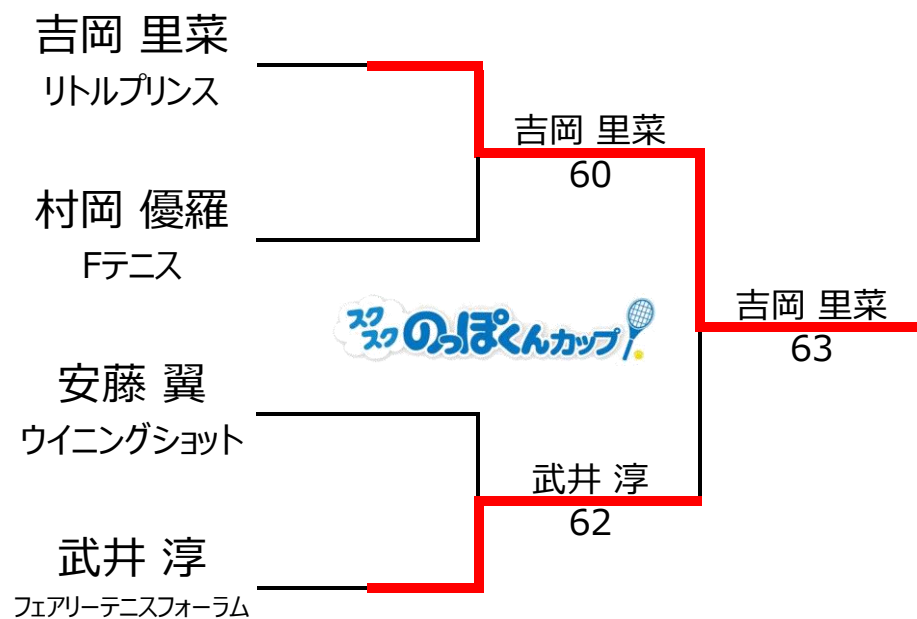 吉岡 里菜
リトルプリンス
吉岡 里菜
60
村岡 優羅
Fテニス
スク
スク のっぽくんカップ
吉岡 里菜
63
安藤 翼
ウイニングショット
武井 淳
62
武井 淳
フェアリーテニスフォーラム